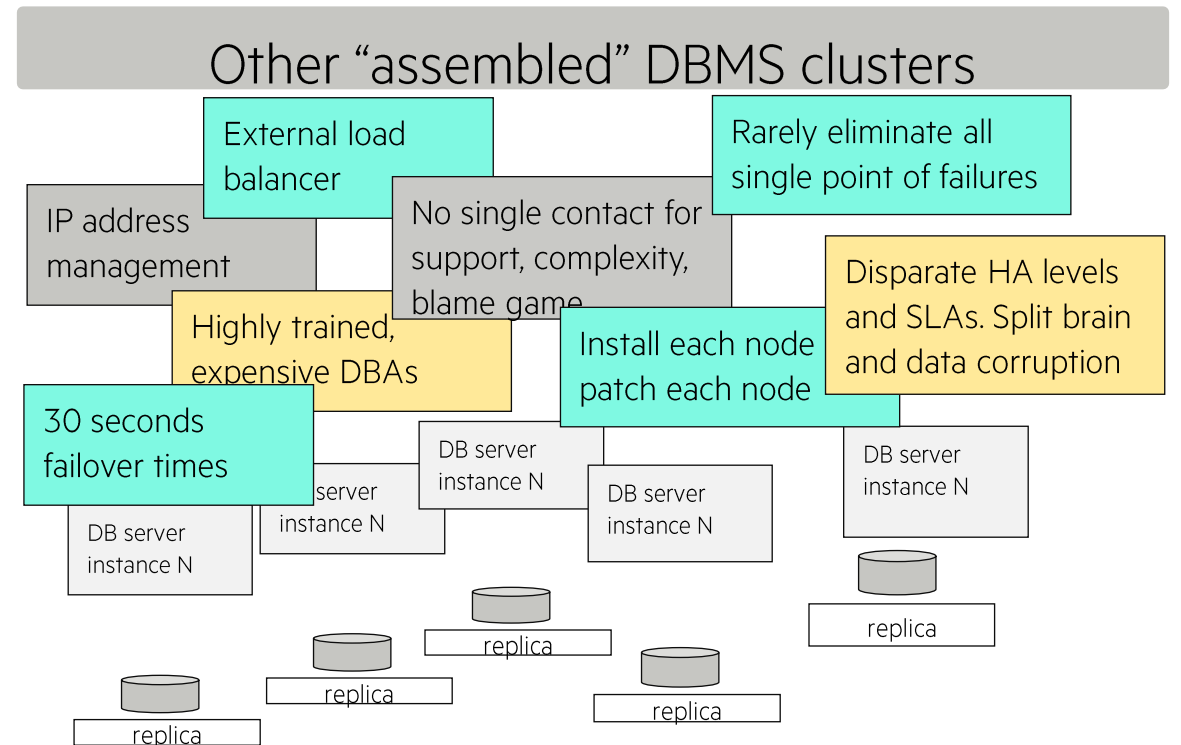 Other “assembled” DBMS clusters
External load
balancer
Rarely eliminate all
single point of failures
IP address
management
No single contact for
support, complexity,
blame game
Disparate HA levels
and SLAs. Split brain
and data corruption
Highly trained,
expensive DBAs
Install each node
patch each node
30 seconds
failover times
DB server
instance N
server
instance N
DB server
instance N
DB server
instance N
DB server
instance N
replica
replica
replica
replica
replica